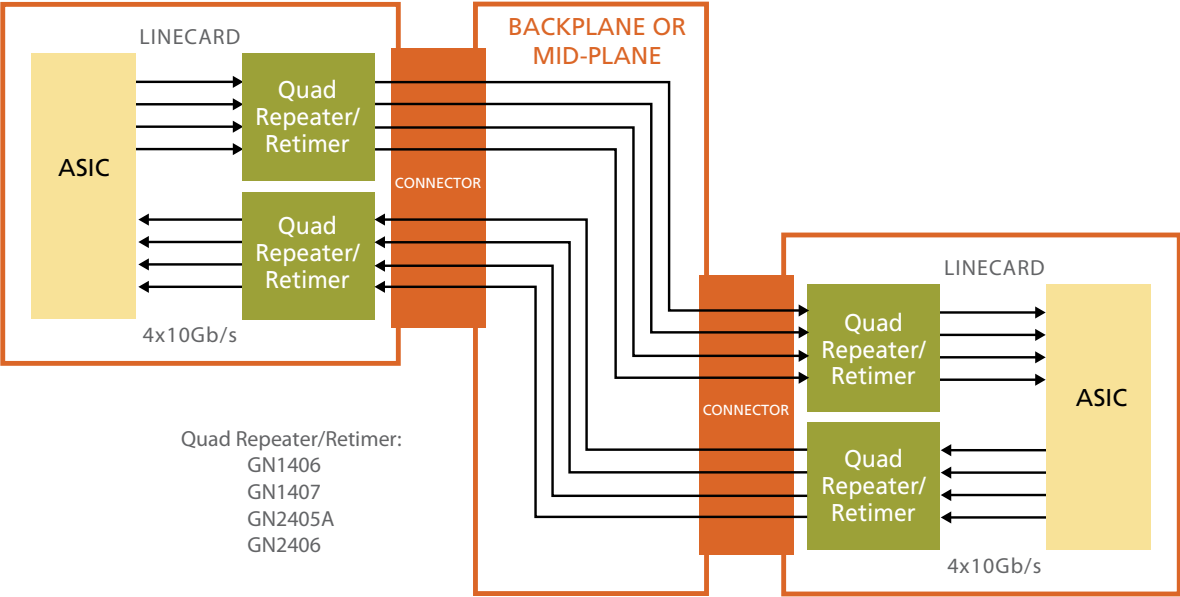 LINECARD
ASIC
Quad
Repeater/
Retimer
Quad
Repeater/
Retimer
4x10Gb/s
CONNECTOR
BACKPLANE OR
MID-PLANE
CONNECTOR
LINECARD
Quad
Repeater/
Retimer
Quad
Repeater/
Retimer
ASIC
4x10Gb/s
Quad Repeater/Retimer:
GN1406
GN1407
GN2405A
GN2406